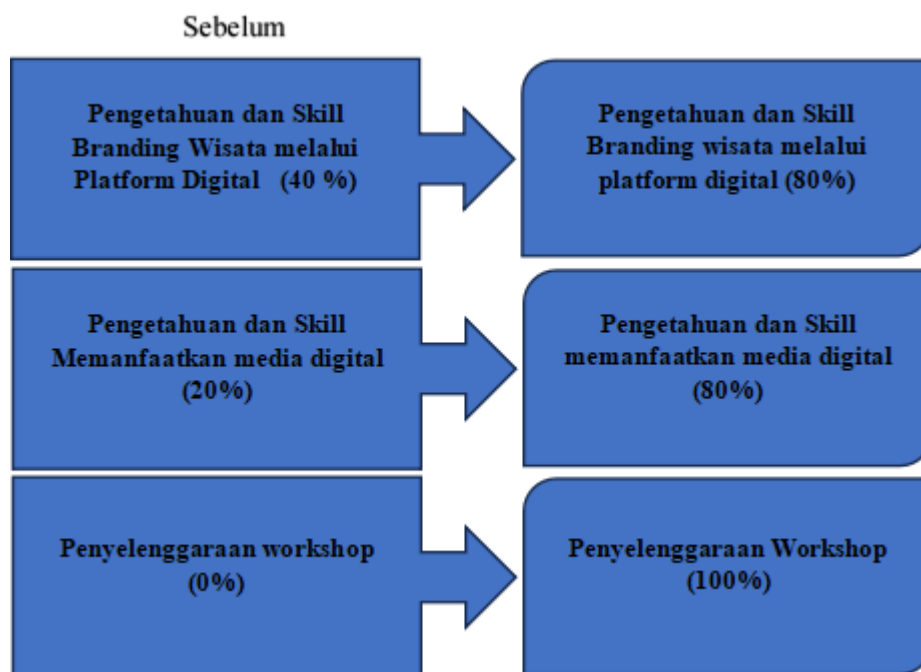 Sebelum
Pengetahuan dan Skill
Branding Wisata melalui
Platform Digital (40 %)
Pengetahuan dan Skill
Branding wisata melalui
platform digital (80%)
Pengetahuan dan Skill
Memanfaatkan media digital
(20%)
Pengetahuan dan Skill
memanfaatkan media digital
(80%)
Penyelenggaraan workshop
(0%)
Penyelenggaraan Workshop
(100%)